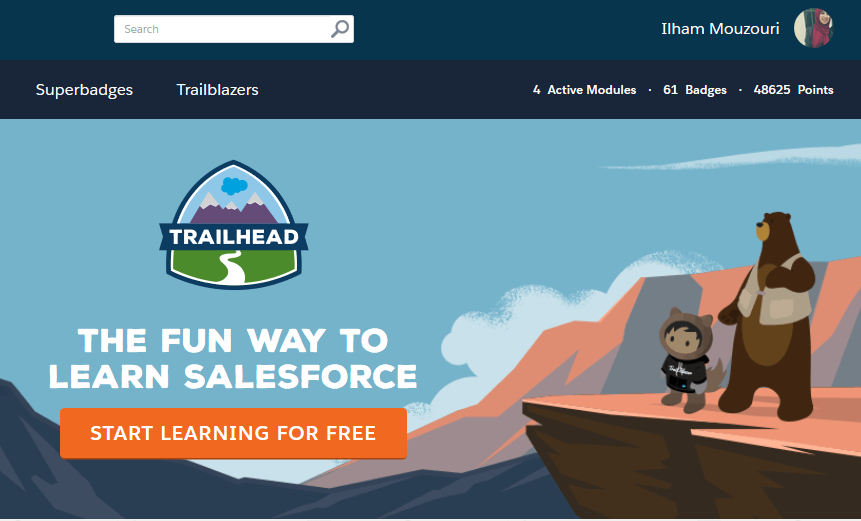 Search
Ilham Mouzouri
Superbadges Trailblazers 4 Active Modules · 61 Badges · 48625 Points
TRAILHEAD
THE FUN WAY TO
LEARN SALESFORCE
START LEARNING FOR FREE